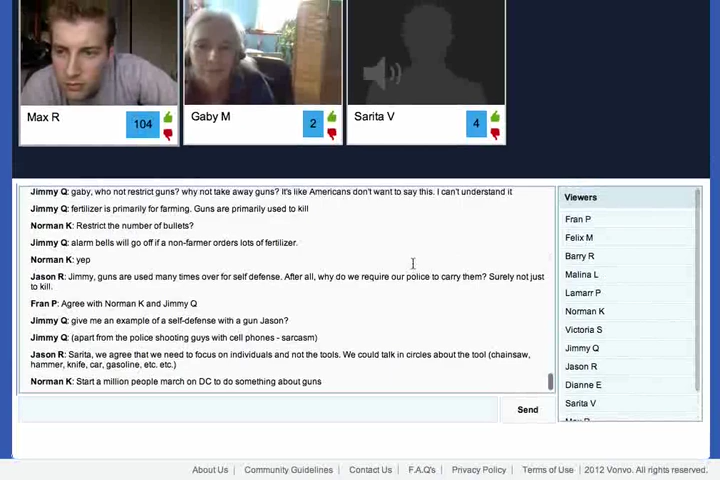 Max R
104
Gaby M
2
Sarita V
4
Jimmy Q: gaby, who not restrict guns? why not take away guns? It's like Americans don't want to say this. I can't understand it
Jimmy Q: fertilizer is primarily for farming. Guns are primarily used to kill
Norman K: Restrict the number of bullets?
Jimmy Q: alarm bells will go off if a non-farmer orders lots of fertilizer.
Norman K: yep
Jason R: Jimmy, guns are used many times over for self defense. After all, why do we require our police to carry them? Surely not just
to kill.
Fran P: Agree with Norman K and Jimmy Q
Jimmy Q: give me an example of a self-defense with a gun Jason?
Jimmy Q: (apart from the police shooting guys with cell phones - sarcasm)
Jason R: Sarita, we agree that we need to focus on individuals and not the tools. We could talk in circles about the tool (chainsaw,
hammer, knife, car, gasoline, etc. etc.)
Norman K: Start a million people march on DC to do something about guns
Send
Viewers
Fran P
Felix M
Barry R
Malina L
Lamarr P
Norman K
Victoria S
Jimmy Q
Jason R
Dianne E
Sarita V
Max R
About Us | Community Guidelines | Contact Us | F.A.Q's | Privacy Policy | Terms of Use | 2012 Vonvo. All rights reserved.